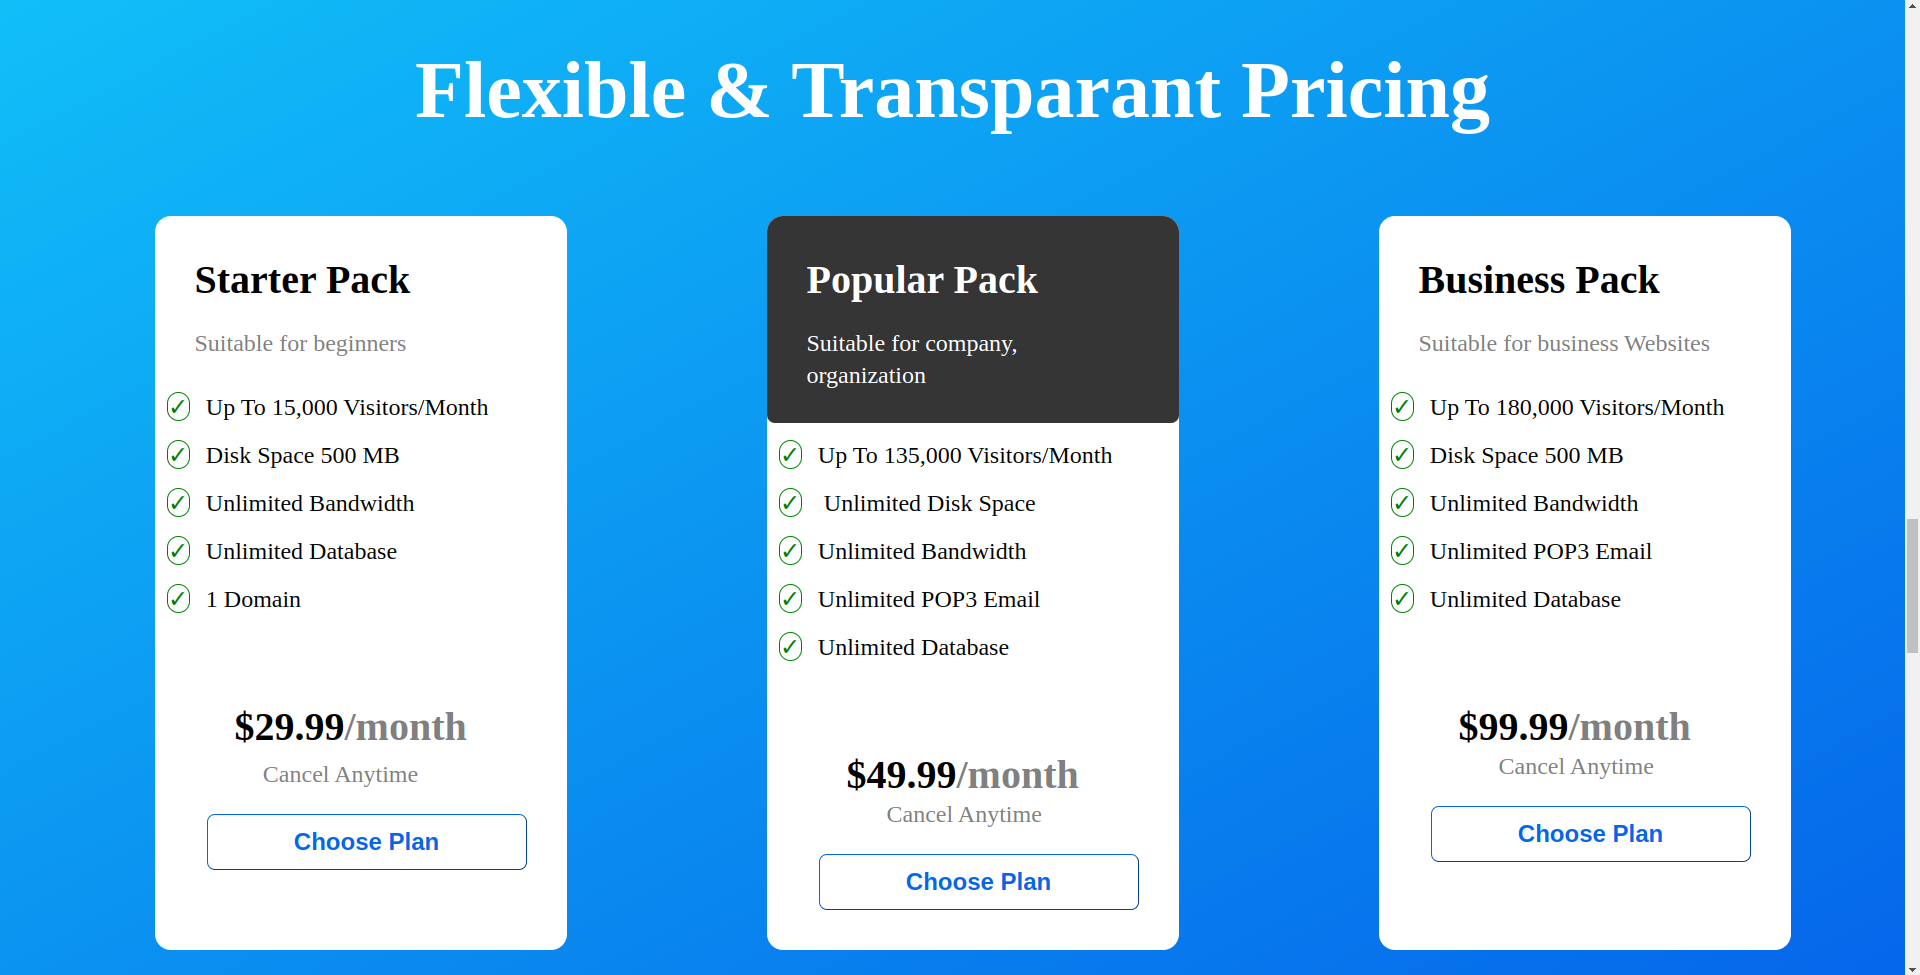 Flexible & Transparant Pricing
Starter Pack
Suitable for beginners
✓ Up To 15,000 Visitors/Month
✓ Disk Space 500 MB
✓ Unlimited Bandwidth
✓ Unlimited Database
✓ 1 Domain
$29.99/month
Cancel Anytime
Choose Plan
Popular Pack
Suitable for company,
organization
✓ Up To 135,000 Visitors/Month
✓ Unlimited Disk Space
✓ Unlimited Bandwidth
✓ Unlimited POP3 Email
✓ Unlimited Database
$49.99/month
Cancel Anytime
Choose Plan
Business Pack
Suitable for business Websites
✓ Up To 180,000 Visitors/Month
✓ Disk Space 500 MB
✓ Unlimited Bandwidth
✓ Unlimited POP3 Email
✓ Unlimited Database
$99.99/month
Cancel Anytime
Choose Plan